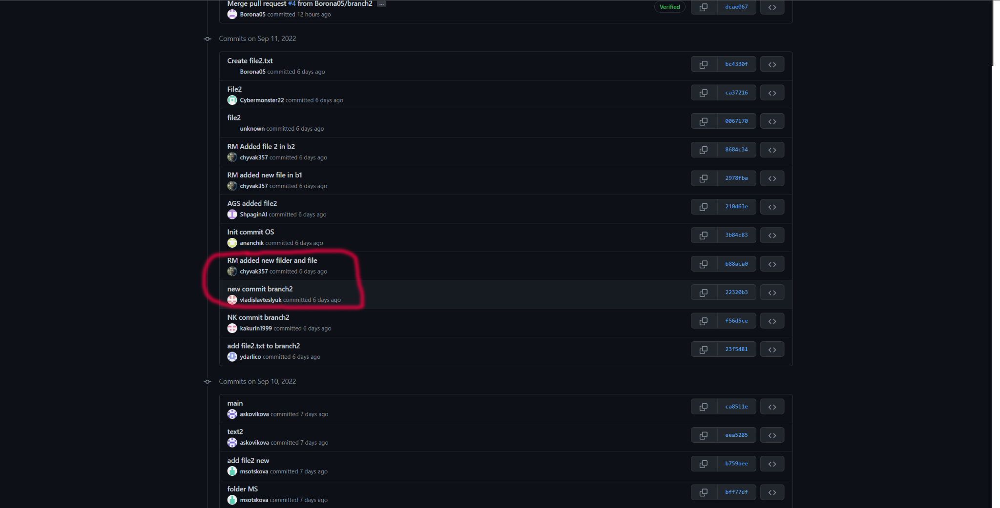 Merge pull request #4 from Borona05/branch2 ...
Borona05 committed 12 hours ago
Verified
dcae067
Commits on Sep 11, 2022
Create file2.txt
Borona05 committed 6 days ago
bc4330f
File2
Cybermonster22 committed 6 days ago
ca37216
file2
unknown committed 6 days ago
0067170
RM Added file 2 in b2
chyvak357 committed 6 days ago
8684c34
RM added new file in b1
chyvak357 committed 6 days ago
2978fba
AGS added file2
ShpaginAI committed 6 days ago
210d63e
Init commit OS
ananchik committed 6 days ago
3b84c83
RM added new filder and file
chyvak357 committed 6 days ago
b88aca0
new commit branch2
vladislavteslyuk committed 6 days ago
22320b3
NK commit branch2
kakurin1999 committed 6 days ago
f56d5ce
add file2.txt to branch2
ydarlico committed 6 days ago
23f5481
Commits on Sep 10, 2022
main
askovikova committed 7 days ago
ca8511e
text2
askovikova committed 7 days ago
eea5285
add file2 new
msotskova committed 7 days ago
b759aee
folder MS
msotskova committed 7 days ago
bff77df